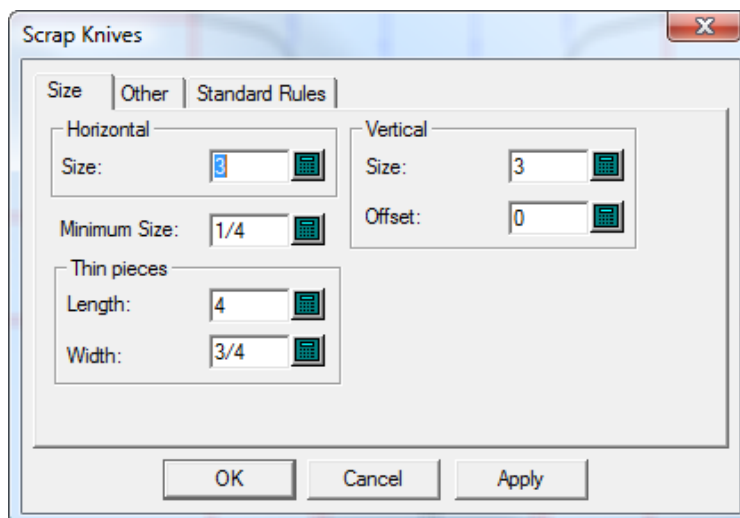 Scrap Knives
Size Other Standard Rules
Horizontal
Size: 3
Minimum Size: 1/4
Thin pieces
Length: 4
Width: 3/4
Vertical
Size: 3
Offset: 0
OK Cancel Apply